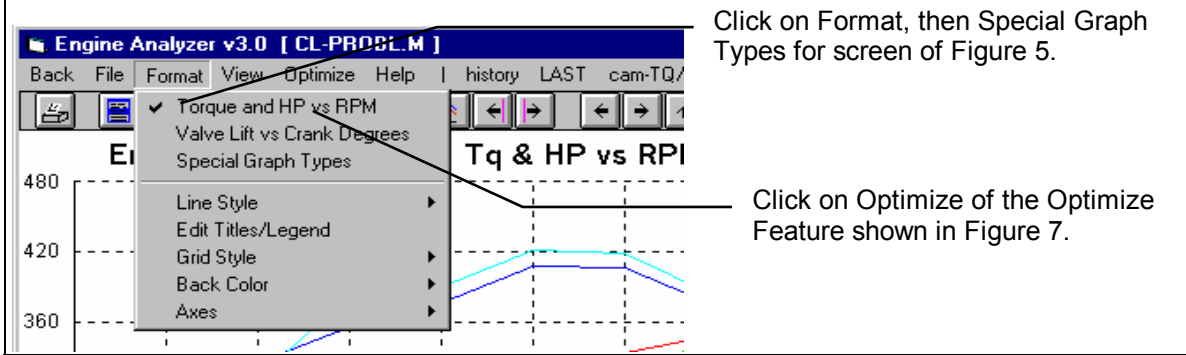 Click on Format, then Special Graph
Types for screen of Figure 5.
Engine Analyzer v3.0 [ CL-PROBL.M ]
Back File Format View Optimize Help | history LAST cam-TQ/
✓ Torque and HP vs RPM
Valve Lift vs Crank Degrees
Special Graph Types
Line Style
Edit Titles/Legend
Grid Style
Back Color
Axes
Tq & HP vs RP
480
420
360
Click on Optimize of the Optimize
Feature shown in Figure 7.